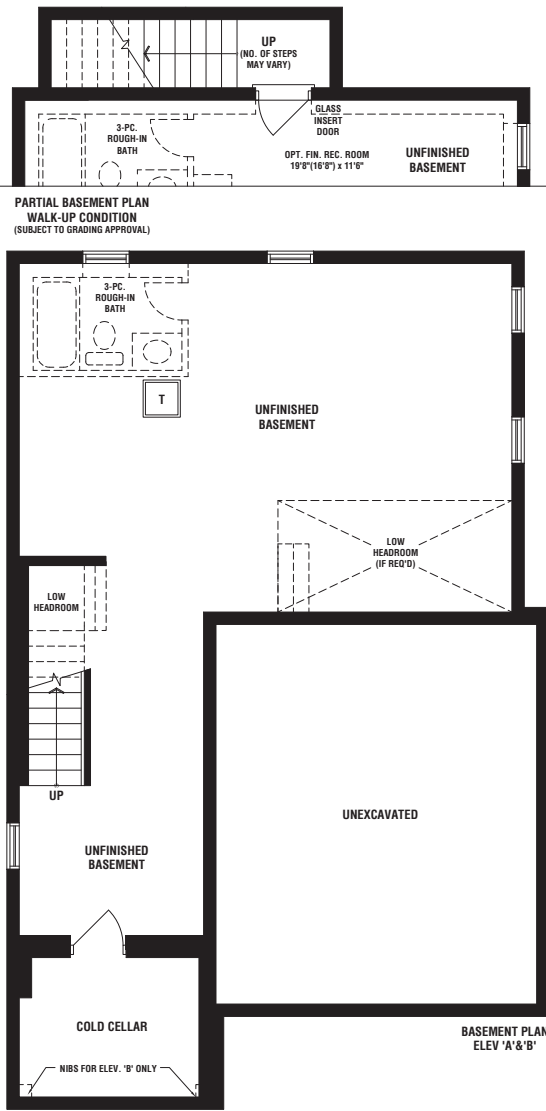 UP
(NO. OF STEPS
MAY VARY)
GLASS
INSERT
DOOR
3-PC.
ROUGH-IN
BATH
OPT. FIN. REC. ROOM
19'8"(16'8") x 11'6"
UNFINISHED
BASEMENT
PARTIAL BASEMENT PLAN
WALK-UP CONDITION
(SUBJECT TO GRADING APPROVAL)
3-PC.
ROUGH-IN
BATH
T
UNFINISHED
BASEMENT
LOW
HEADROOM
(IF REQ'D)
LOW
HEADROOM
UP
UNEXCAVATED
UNFINISHED
BASEMENT
COLD CELLAR
NIBS FOR ELEV. 'B' ONLY
BASEMENT PLAN
ELEV 'A'&'B'